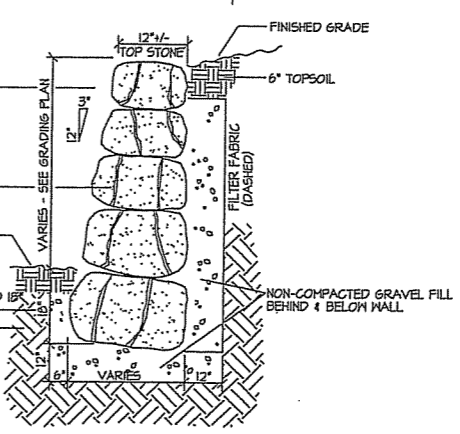 FINISHED GRADE
12"+/-
TOP STONE
6" TOPSOIL
3"
12"
VARIES - SEE GRADING PLAN
FILTER FABRIC
(DASHED)
18"
NON-COMPACTED GRAVEL FILL
BEHIND & BELOW WALL
12"
6"
VARIES
12"